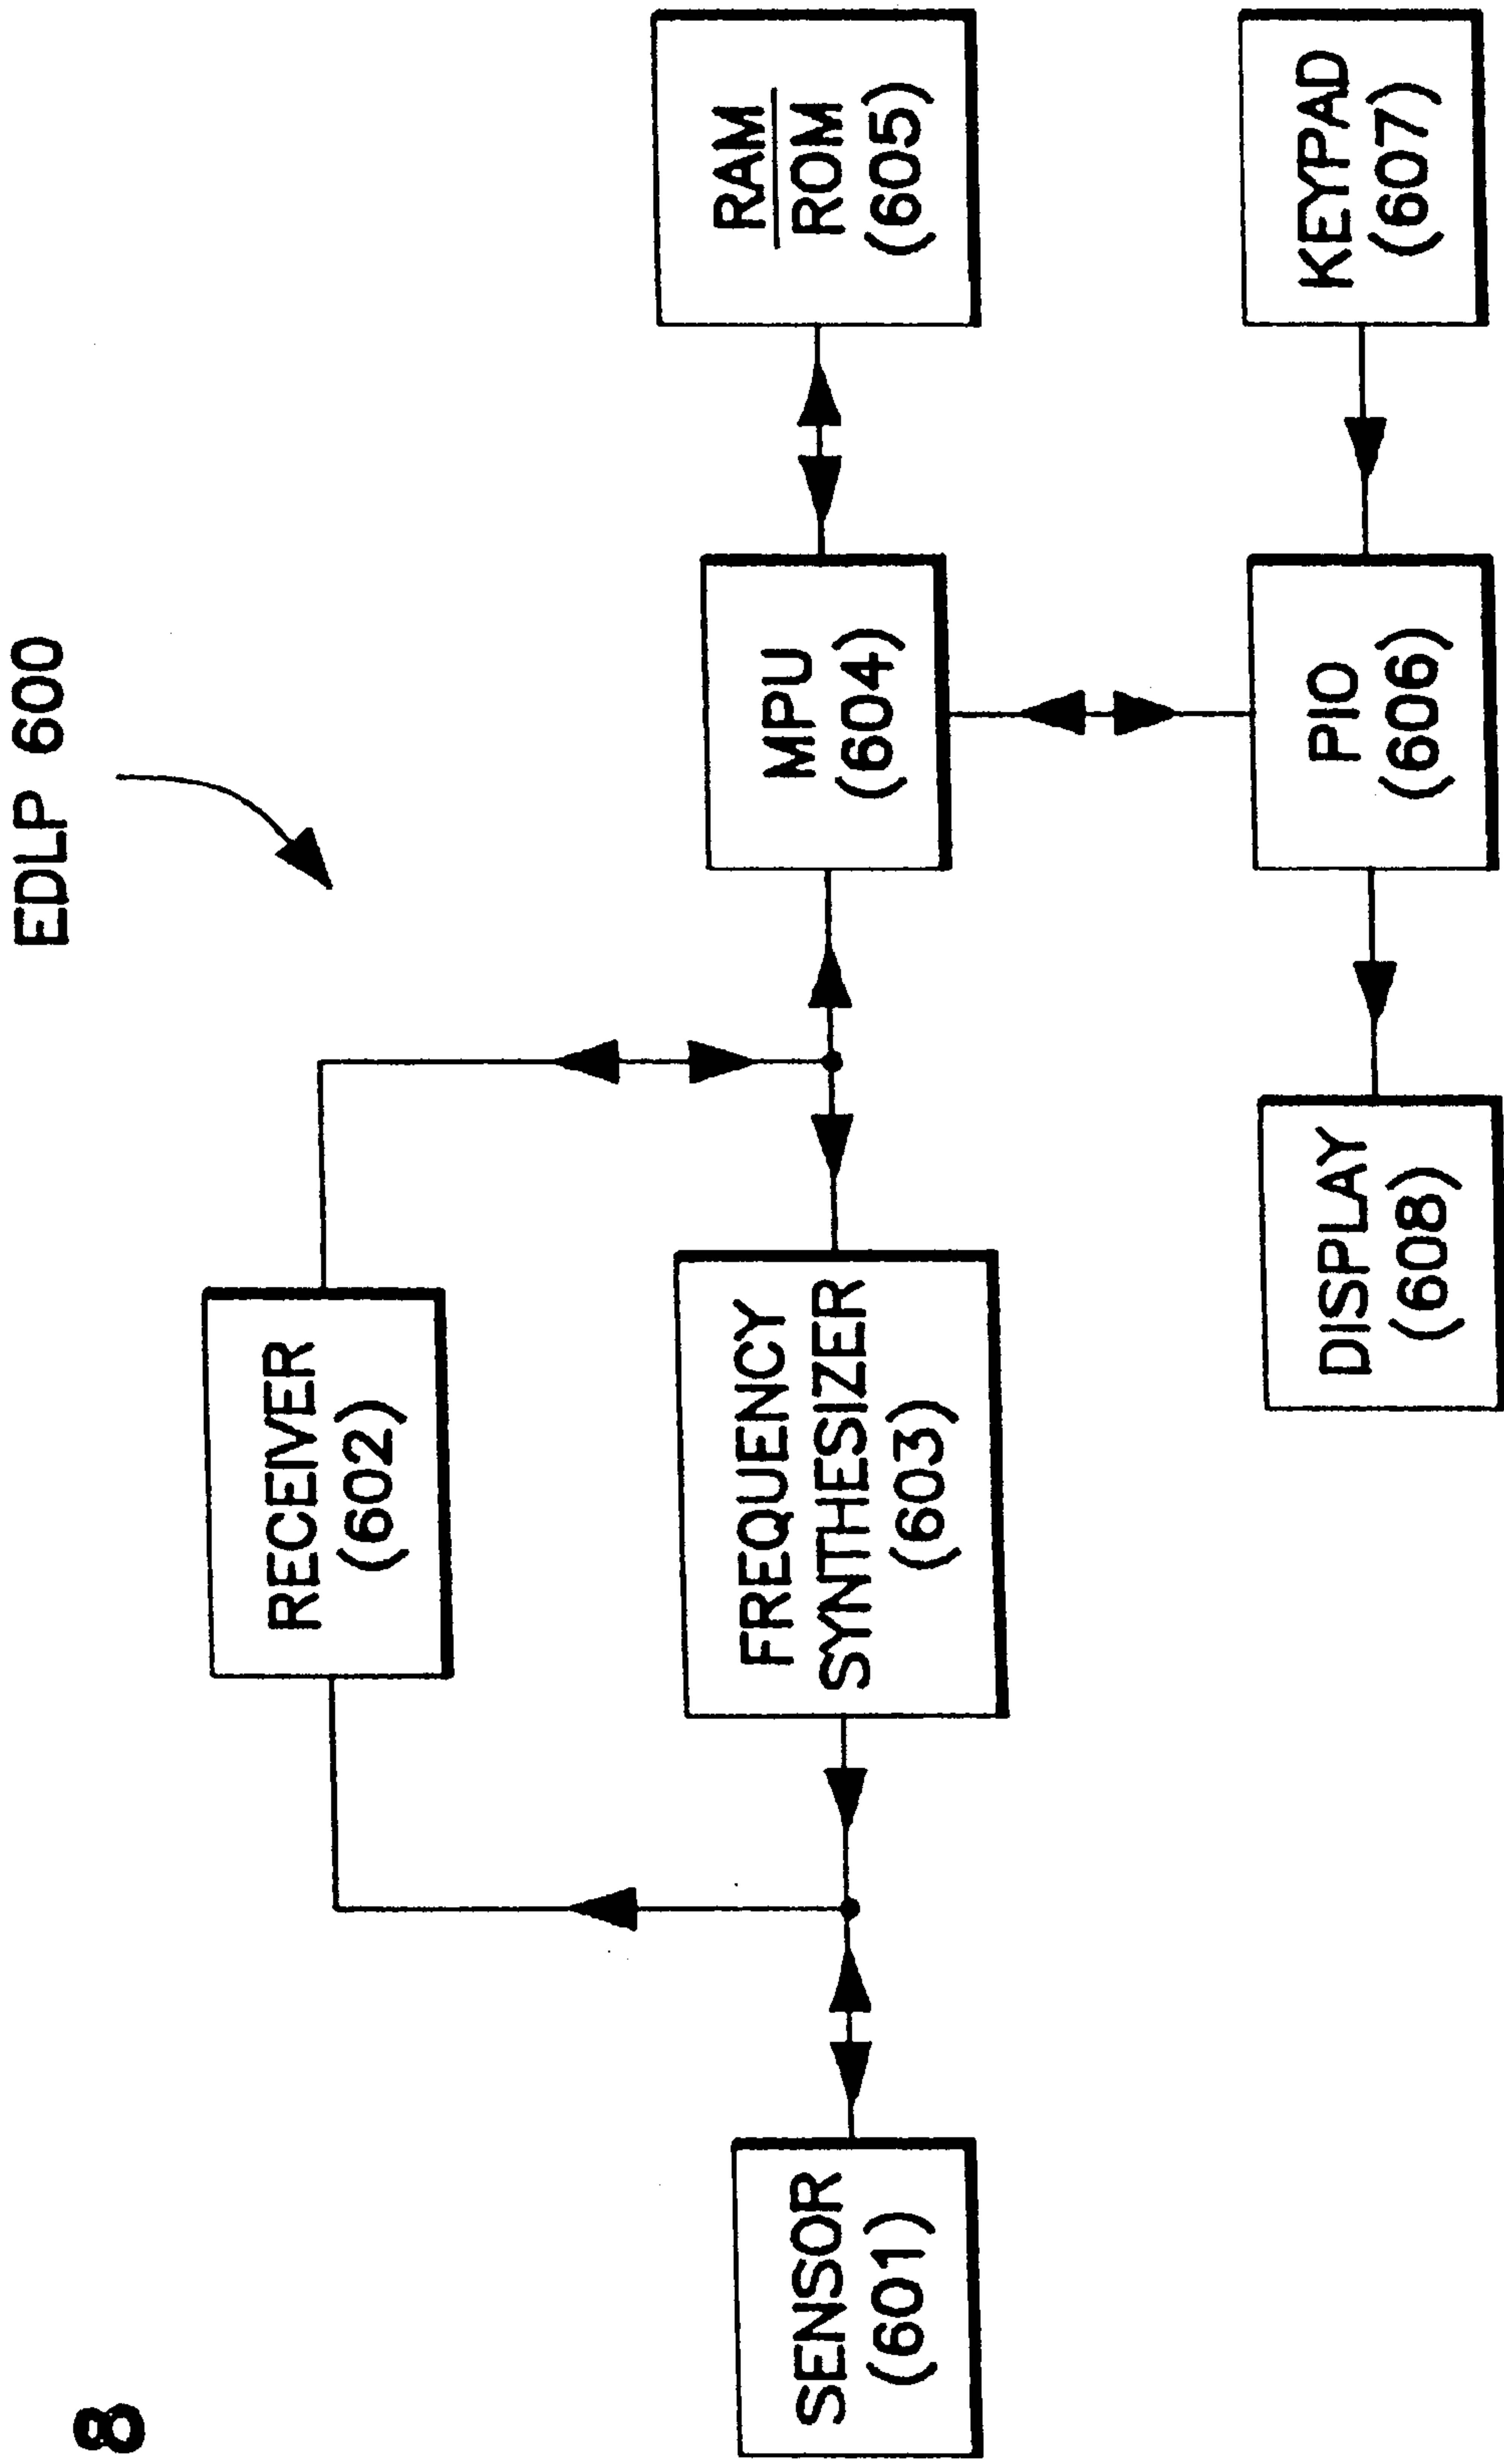 8
EDLP 600
RECEIVER
(602)
SENSOR
(601)
FREQUENCY
SYNTHESIZER
(603)
MPU
(604)
RAM
ROM
(605)
DISPLAY
(608)
PIO
(606)
KEYPAD
(607)